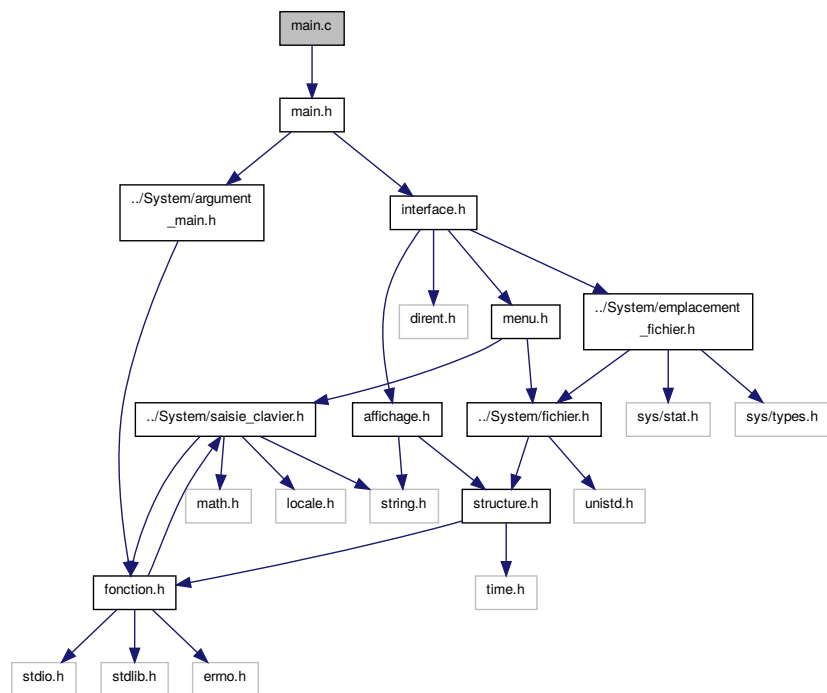 main.c
main.h
../System/argument
_main.h
interface.h
dirent.h
menu.h
../System/emplacement
_fichier.h
../System/saisie_clavier.h
affichage.h
../System/fichier.h
sys/stat.h
sys/types.h
math.h
locale.h
string.h
structure.h
unistd.h
fonction.h
time.h
stdio.h
stdlib.h
errno.h